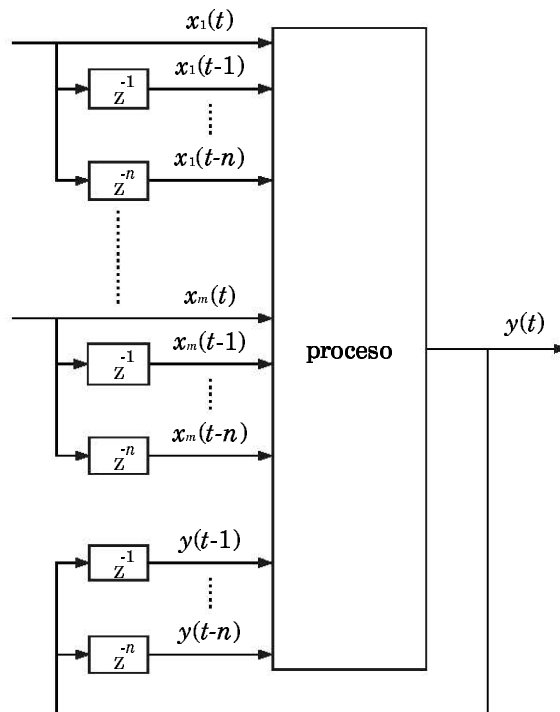 x₁(t)
z⁻¹ x₁(t-1)
z⁻ⁿ x₁(t-n)
xₘ(t)
z⁻¹ xₘ(t-1)
z⁻ⁿ xₘ(t-n)
proceso
y(t)
z⁻¹ y(t-1)
z⁻ⁿ y(t-n)